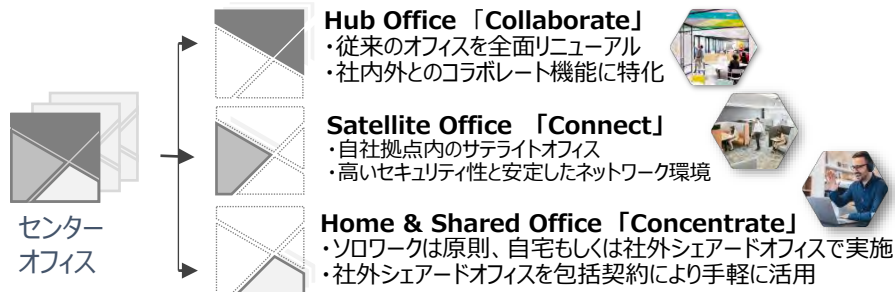 Hub Office「Collaborate」
・従来のオフィスを全面リニューアル
・社内外とのコラボレート機能に特化
Satellite Office 「Connect」
・自社拠点内のサテライトオフィス
・高いセキュリティ性と安定したネットワーク環境
センター
オフィス
Home & Shared Office「Concentrate」
・ソロワークは原則、自宅もしくは社外シェアードオフィスで実施
・社外シェアードオフィスを包括契約により手軽に活用